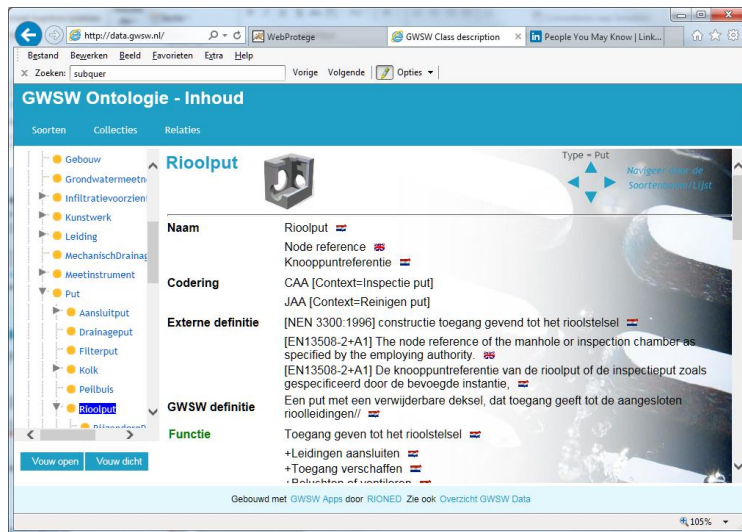 http://data.gwsw.nl/
WebProtege
GWSW Class description
People You May Know | Link...
Bestand Bewerken Beeld Favorieten Extra Help
x Zoeken: subquer Vorige Volgende Opties
GWSW Ontologie - Inhoud
Soorten Collecties Relaties
Gebouw
Grondwatermeetn
Infiltratievoorzien
Kunstwerk
Leiding
MechanischDrainag
Meetinstrument
Put
Aansluitput
Drainageput
Filterput
Kolk
Peilbuis
Rioolput
Vouw open Vouw dicht
Rioolput
Type = Put
Navigeer door de
Soortenboom/Lijst
Naam Rioolput
Node reference
Knooppuntreferentie
Codering CAA [Context=Inspectie put]
JAA [Context=Reinigen put]
Externe definitie [NEN 3300:1996] constructie toegang gevend tot het rioolstelsel
[EN13508-2+A1] The node reference of the manhole or inspection chamber as
specified by the employing authority.
[EN13508-2+A1] De knooppuntreferentie van de rioolput of de inspectieput zoals
gespecificeerd door de bevoegde instantie,
GWSW definitie Een put met een verwijderbare deksel, dat toegang geeft tot de aangesloten
rioolleidingen//
Functie Toegang geven tot het rioolstelsel
+Leidingen aansluiten
+Toegang verschaffen
+Beluchten of ventileren
Gebouwd met GWSW Apps door RIONED Zie ook Overzicht GWSW Data
105%